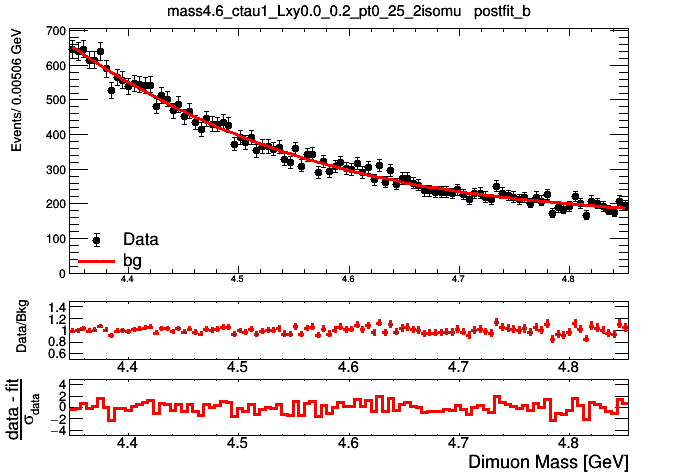 mass4.6_ctau1_Lxy0.0_0.2_pt0_25_2isomu postfit_b
Events/ 0.00506 GeV
700
600
500
400
300
200
100
0
Data
bg
4.4 4.5 4.6 4.7 4.8
Data/Bkg
1.4
1.2
1
0.8
0.6
4.4 4.5 4.6 4.7 4.8
data - fit
σdata
4
2
0
−2
−4
4.4 4.5 4.6 4.7 4.8
Dimuon Mass [GeV]